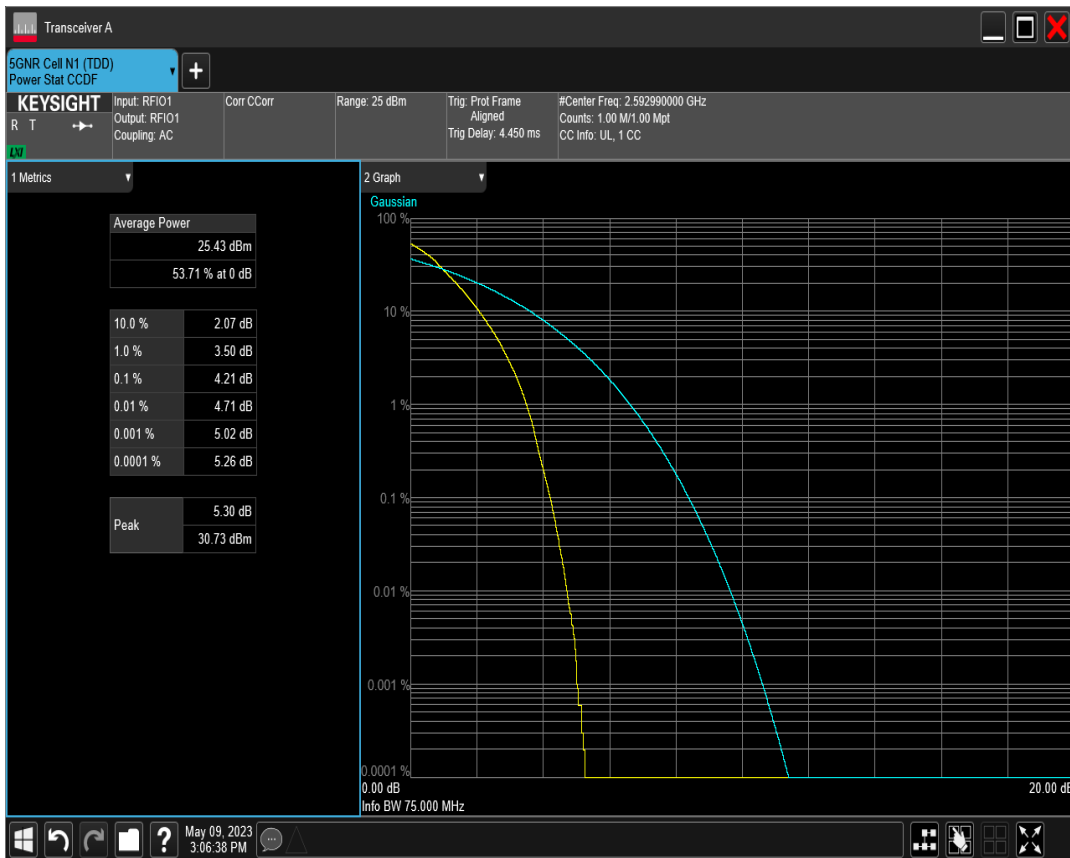 Transceiver A
5GNR Cell N1 (TDD)
Power Stat CCDF
KEYSIGHT
R T
LXI
Input: RFIO1
Output: RFIO1
Coupling: AC
Corr CCorr
Range: 25 dBm
Trig: Prot Frame
Aligned
Trig Delay: 4.450 ms
#Center Freq: 2.592990000 GHz
Counts: 1.00 M/1.00 Mpt
CC Info: UL, 1 CC
1 Metrics
Average Power
25.43 dBm
53.71 % at 0 dB
10.0 % 2.07 dB
1.0 % 3.50 dB
0.1 % 4.21 dB
0.01 % 4.71 dB
0.001 % 5.02 dB
0.0001 % 5.26 dB
Peak
5.30 dB
30.73 dBm
2 Graph
Gaussian
100 %
10 %
1 %
0.1 %
0.01 %
0.001 %
0.0001 %
0.00 dB 20.00 dB
Info BW 75.000 MHz
?
May 09, 2023
3:06:38 PM